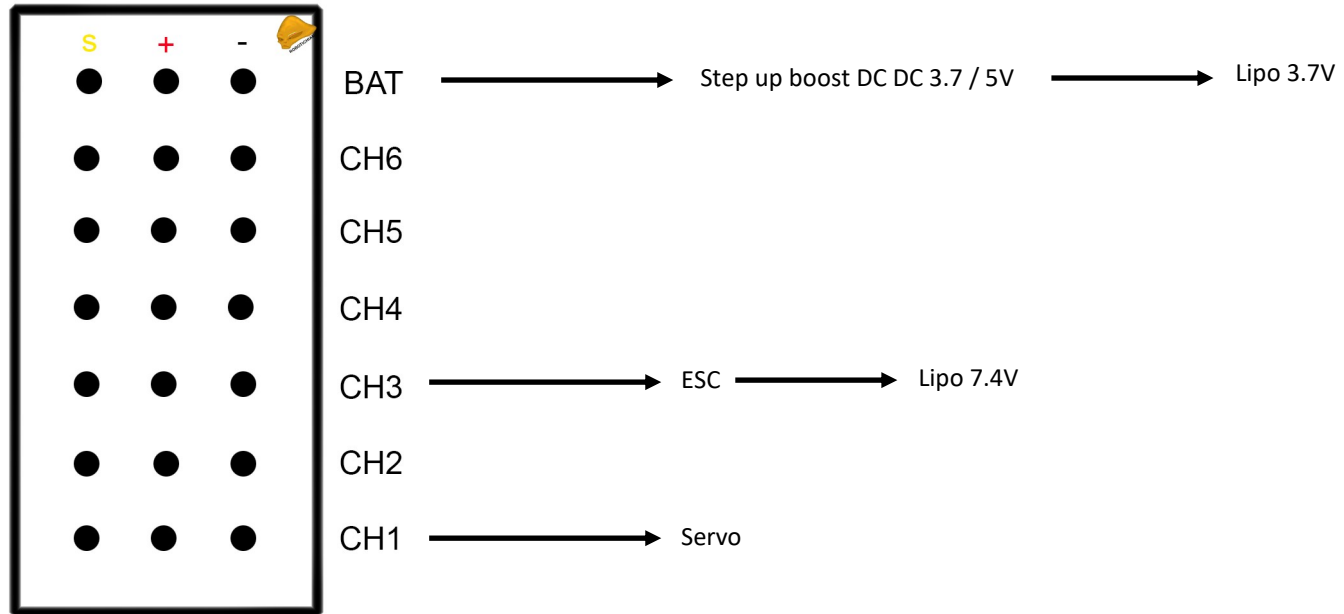 S + -
BAT Step up boost DC DC 3.7 / 5V Lipo 3.7V
CH6
CH5
CH4
CH3 ESC Lipo 7.4V
CH2
CH1 Servo